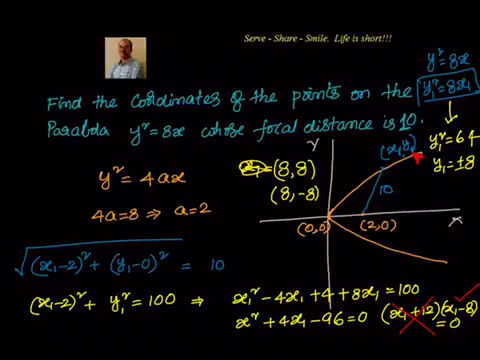 Serve - Share - Smile. Life is short!!!
y² = 8x
y₁² = 8x₁
Find the coordinates of the points on the
Parabola y² = 8x whose focal distance is 10.
y₁² = 64
y₁ = ±8
y² = 4ax
4a = 8 ⇒ a = 2
= (8, 8)
(8, -8)
Y
(x₁, y₁)
10
X
(0,0)
(2,0)
√(x₁-2)² + (y₁-0)² = 10
(x₁-2)² + y₁² = 100 ⇒ x₁² - 4x₁ + 4 + 8x₁ = 100
x² + 4x₁ - 96 = 0 (x₁+12)(x₁-8) = 0